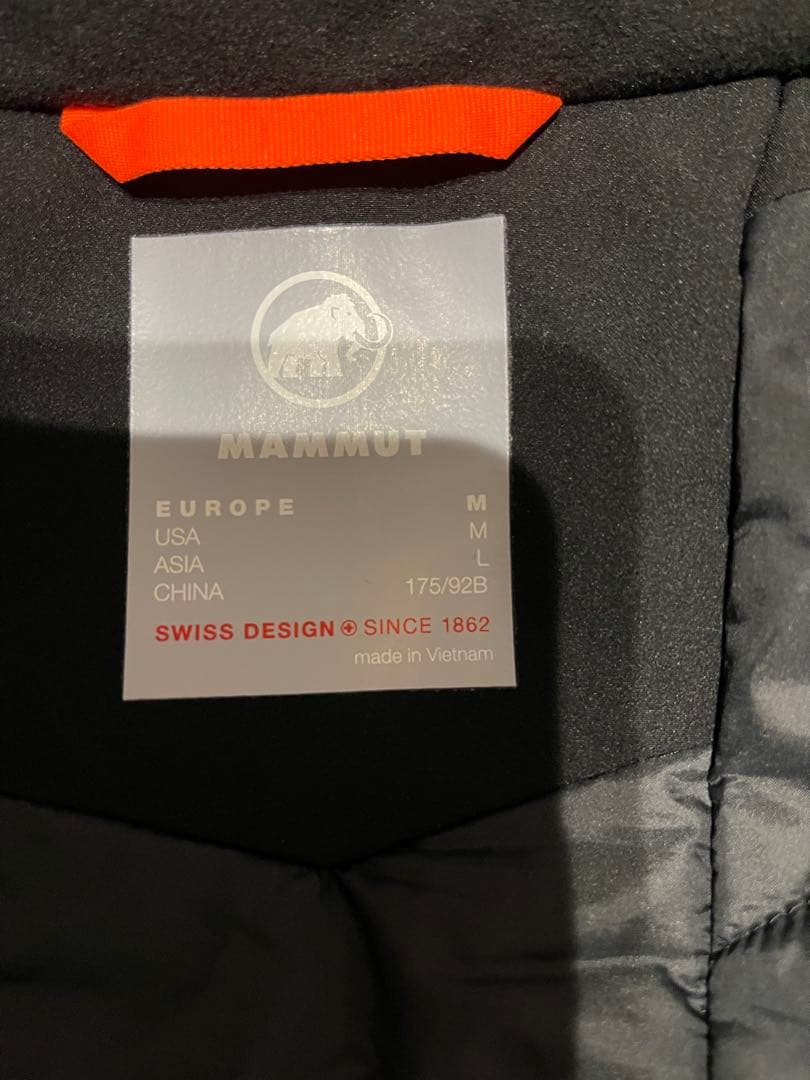 MAMMUT
EUROPE M
USA M
ASIA L
CHINA 175/92B
SWISS DESIGN SINCE 1862
made in Vietnam